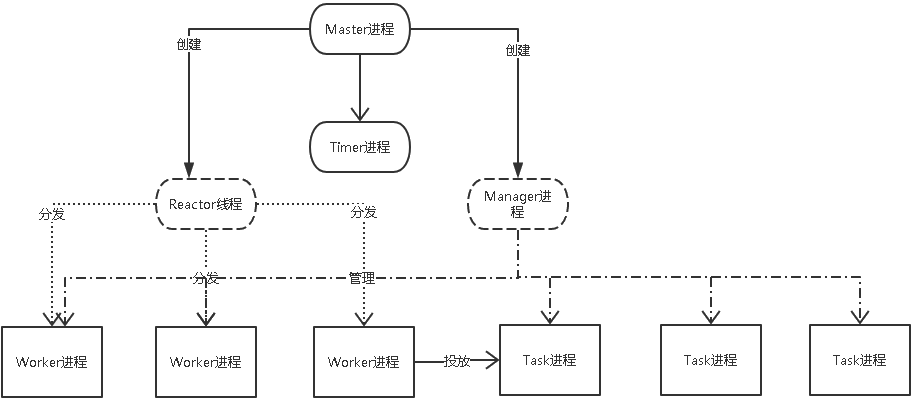 Master进程
创建
创建
Timer进程
Reactor线程
Manager进
程
分发
分发
分发
管理
Worker进程
Worker进程
Worker进程
投放
Task进程
Task进程
Task进程